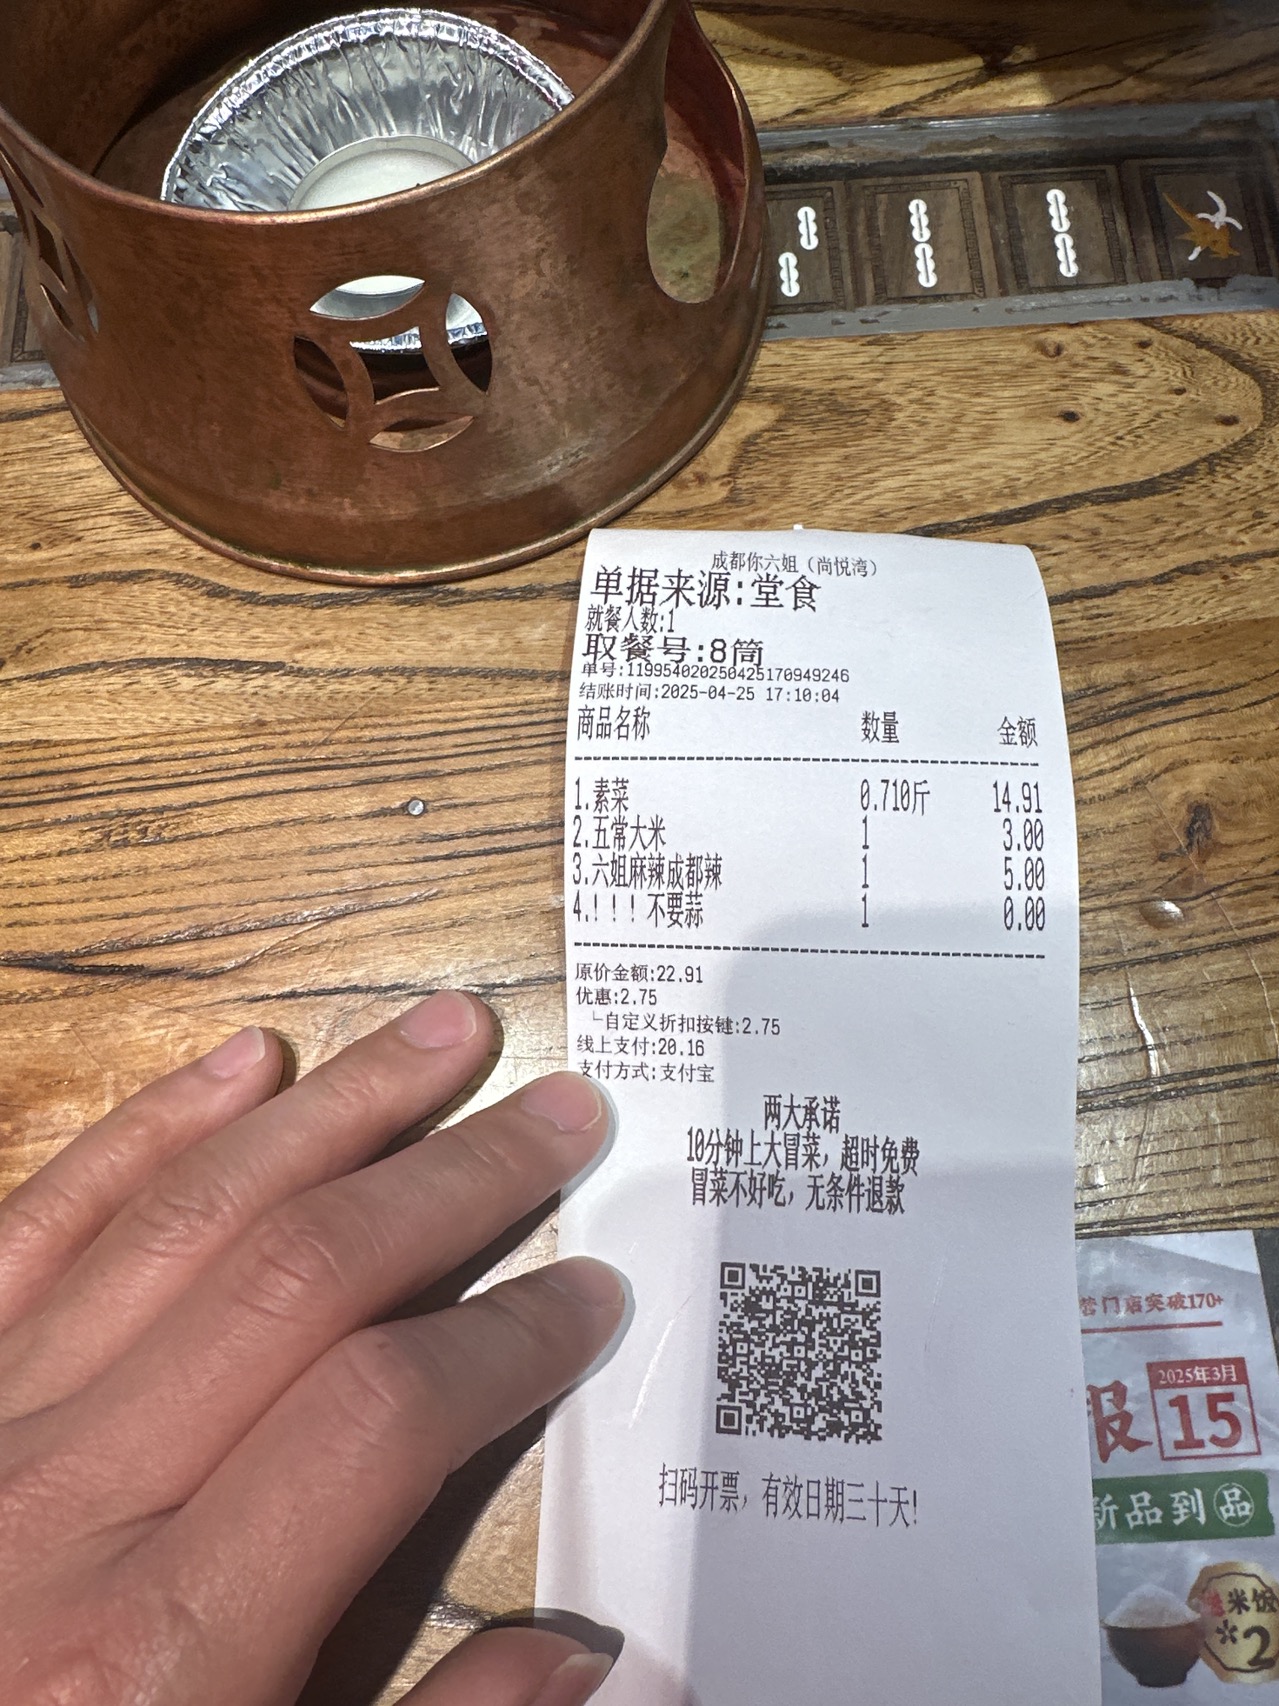 成都你六姐（尚悦湾）
单据来源:堂食
就餐人数:1
取餐号:8筒
单号:119954020250425170949246
结账时间:2025-04-25 17:10:04
商品名称 数量 金额
1.素菜 0.710斤 14.91
2.五常大米 1 3.00
3.六姐麻辣成都辣 1 5.00
4.！！！不要蒜 1 0.00
原价金额:22.91
优惠:2.75
└自定义折扣按键:2.75
线上支付:20.16
支付方式:支付宝
两大承诺
10分钟上大冒菜，超时免费
冒菜不好吃，无条件退款
扫码开票，有效日期三十天!
营门店突破170+
报
2025年3月
15
新品到品
米饭
*2